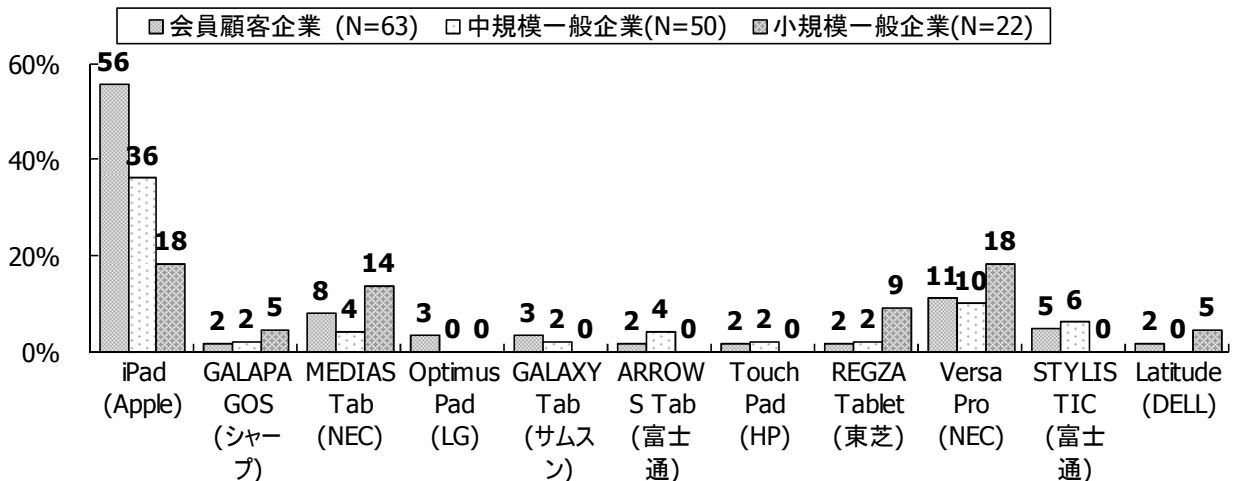 会員顧客企業 (N=63) 中規模一般企業(N=50) 小規模一般企業(N=22)
60%
40%
20%
0%
56
36
18
2
2
5
8
4
14
3
0
0
3
2
0
2
4
0
2
2
0
2
2
9
11
10
18
5
6
0
2
0
5
iPad
(Apple)
GALAPA
GOS
(シャー
プ)
MEDIAS
Tab
(NEC)
Optimus
Pad
(LG)
GALAXY
Tab
(サムス
ン)
ARROW
S Tab
(富士
通)
Touch
Pad
(HP)
REGZA
Tablet
(東芝)
Versa
Pro
(NEC)
STYLIS
TIC
(富士
通)
Latitude
(DELL)